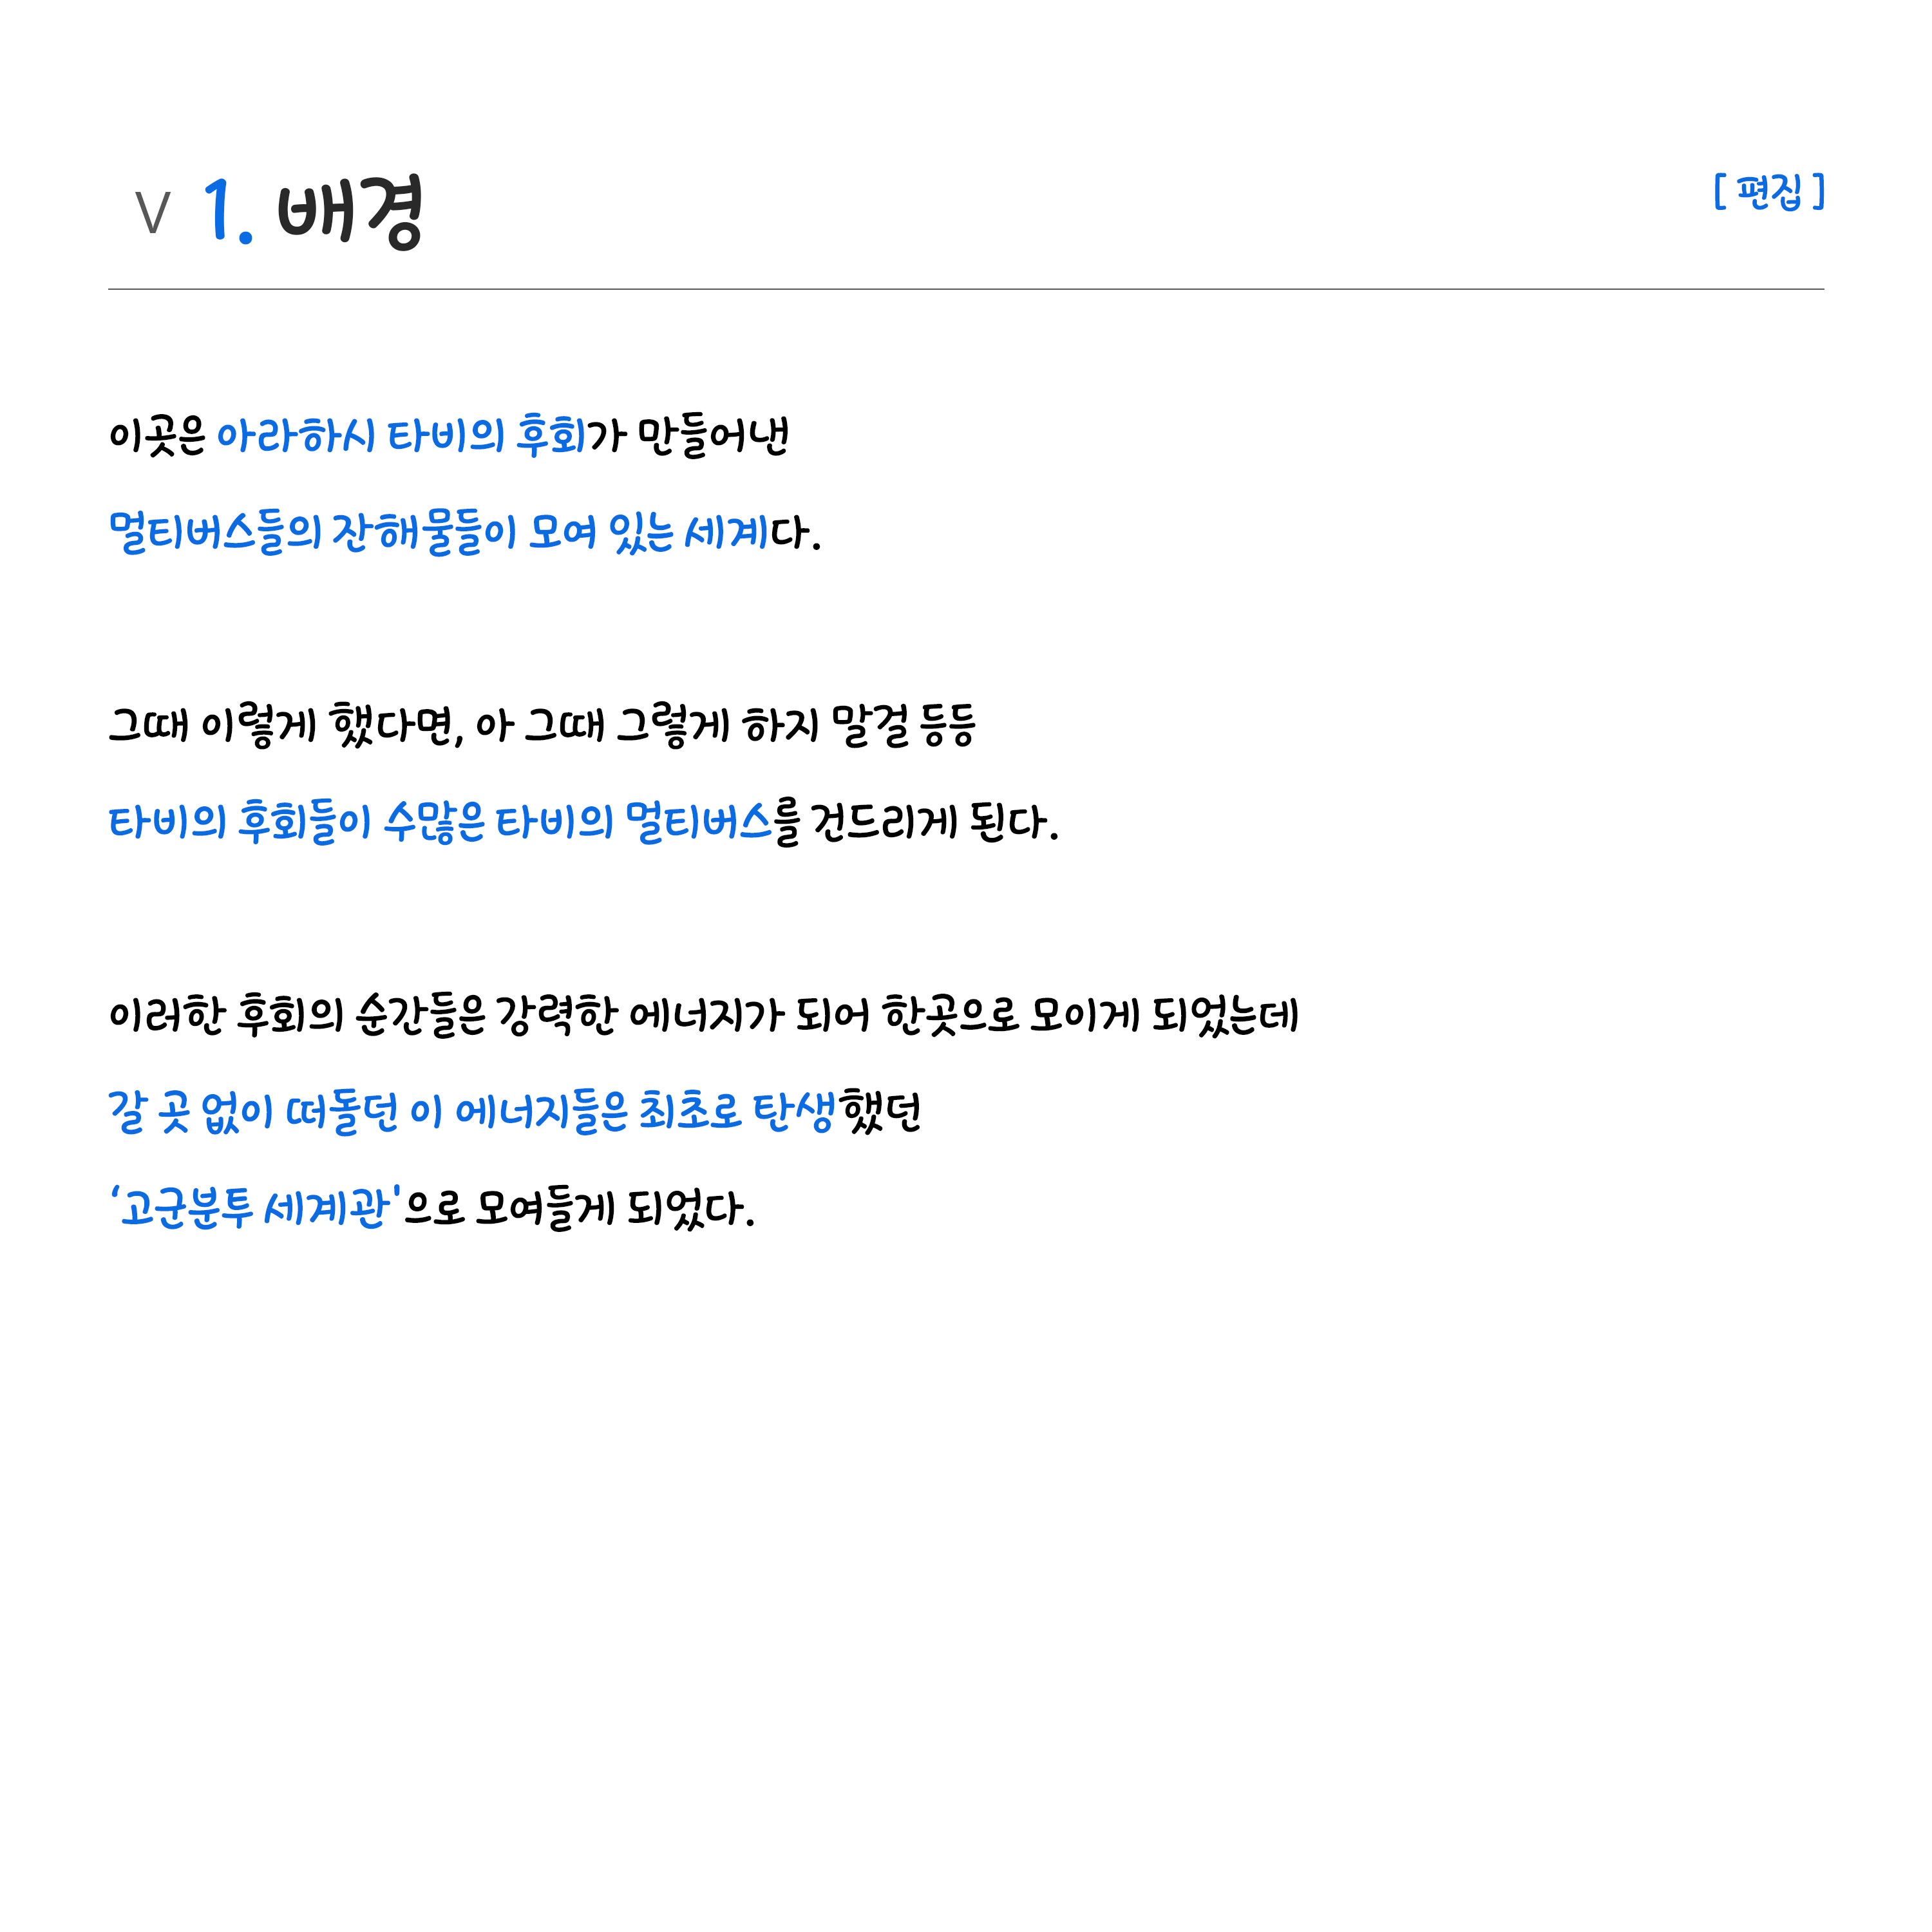 V 1. 배경
[ 편집 ]
이곳은 아라하시 타비의 후회가 만들어낸
멀티버스들의 잔해물들이 모여 있는 세계다.
그때 이렇게 했다면, 아 그때 그렇게 하지 말걸 등등
타비의 후회들이 수많은 타비의 멀티버스를 건드리게 된다.
이러한 후회의 순간들은 강력한 에너지가 되어 한곳으로 모이게 되었는데
갈 곳 없이 떠돌던 이 에너지들은 최초로 탄생했던
‘고군부투 세계관'으로 모여들게 되었다.